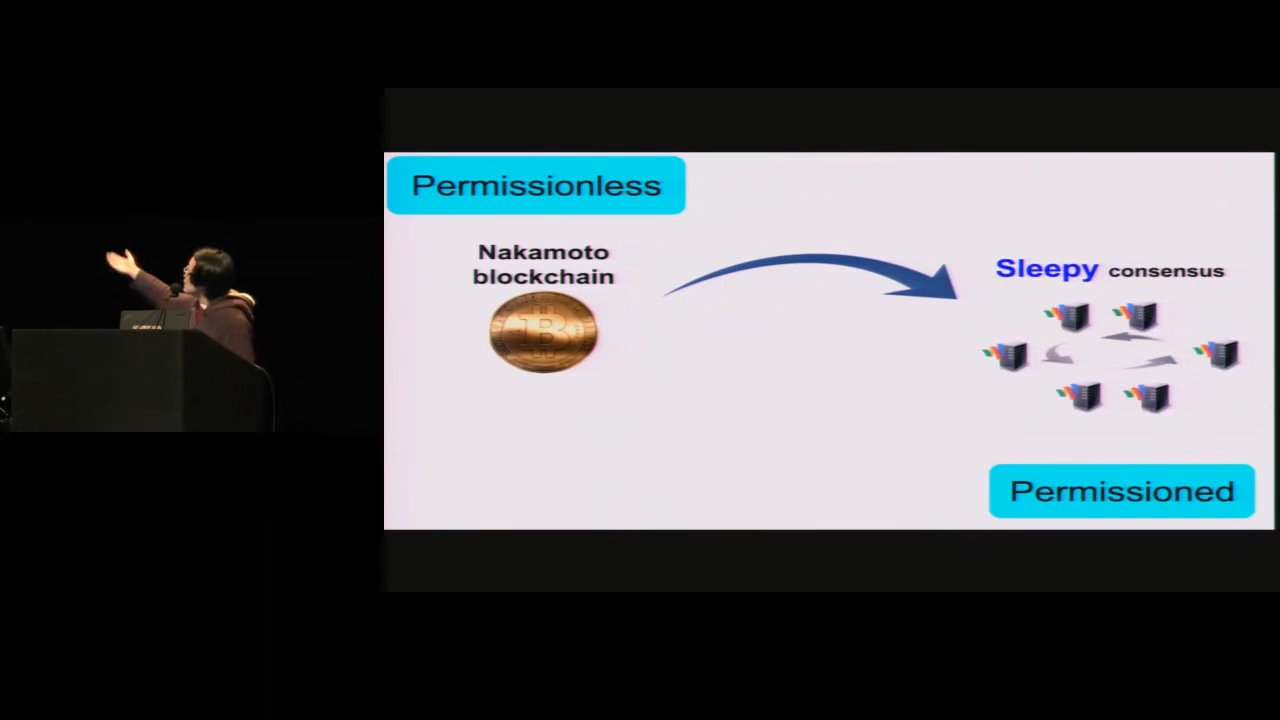 Permissionless
Nakamoto
blockchain
Sleepy consensus
Permissioned